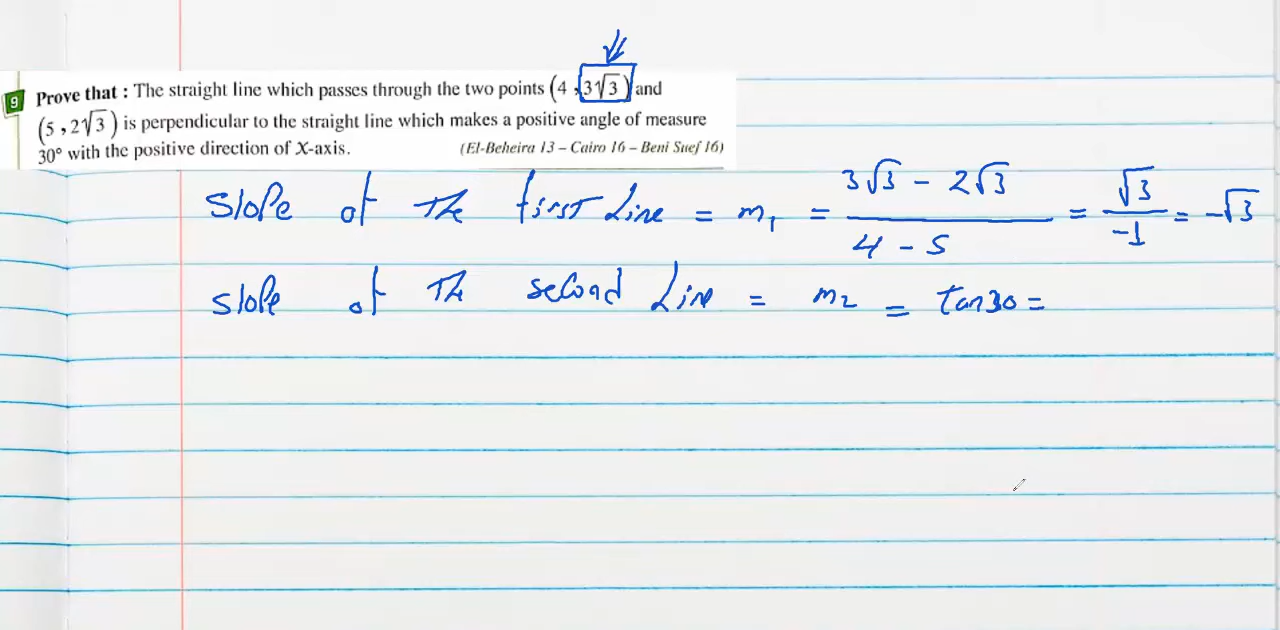 9 Prove that : The straight line which passes through the two points (4 , 3√3) and
(5 , 2√3) is perpendicular to the straight line which makes a positive angle of measure
30° with the positive direction of X-axis. (El-Beheira 13 – Cairo 16 – Beni Suef 16)
Slope of the first line = m₁ = (3√3 - 2√3)/(4 - 5) = √3/-1 = -√3
slope of the second line = m₂ = tan30 =